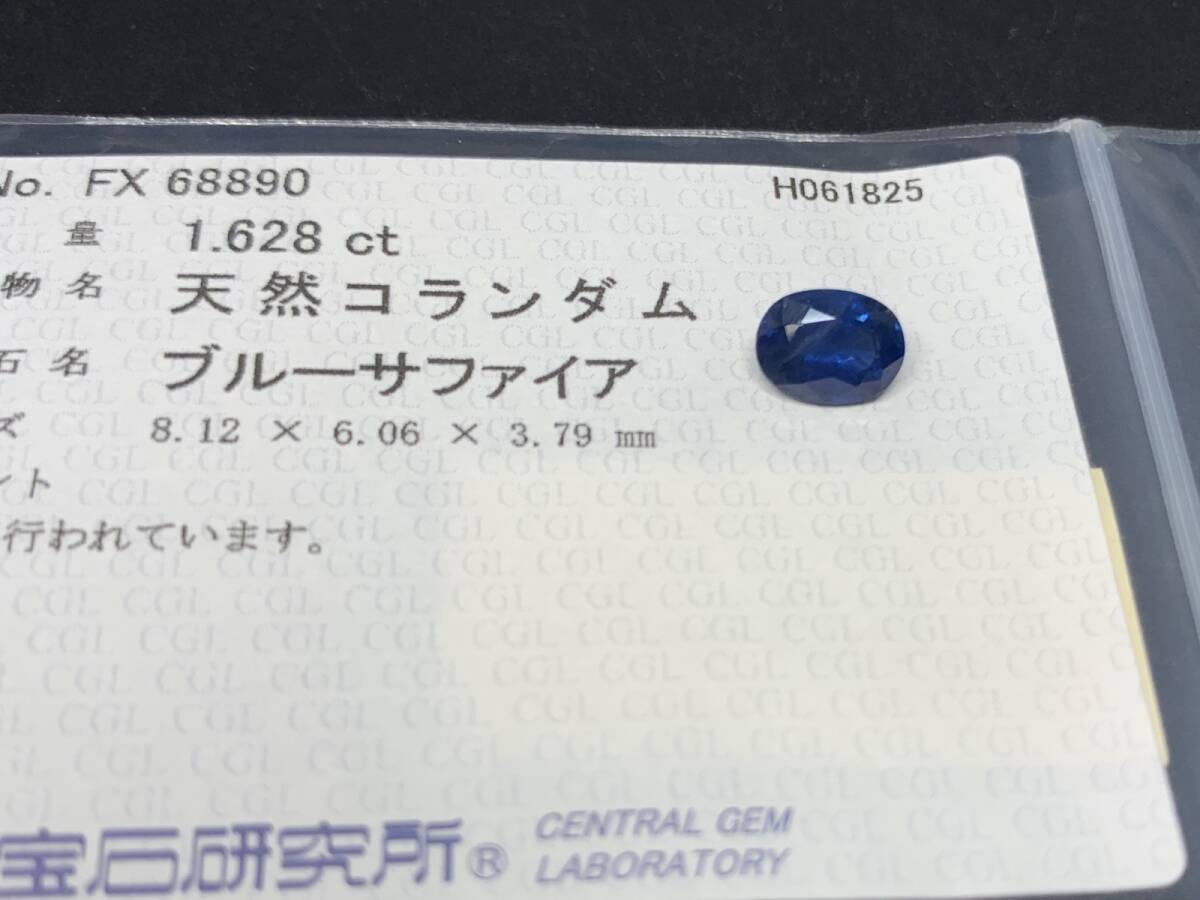 No. FX 68890
H061825
量 1.628 ct
物名 天然コランダム
石名 ブルーサファイア
ズ 8.12 × 6.06 × 3.79 mm
ント
行われています。
宝石研究所® CENTRAL GEM
LABORATORY